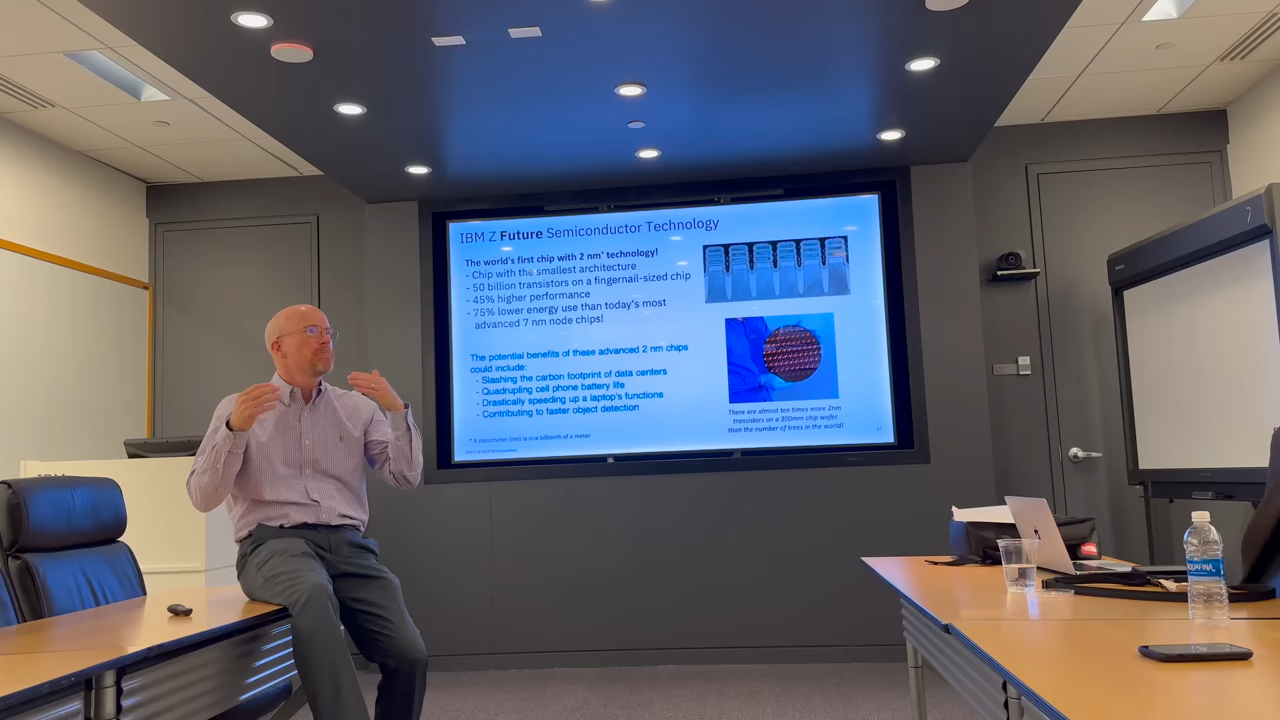 IBM Z Future Semiconductor Technology
The world's first chip with 2 nm* technology!
- Chip with the smallest architecture
- 50 billion transistors on a fingernail-sized chip
- 45% higher performance
- 75% lower energy use than today's most
advanced 7 nm node chips!
The potential benefits of these advanced 2 nm chips
could include:
- Slashing the carbon footprint of data centers
- Quadrupling cell phone battery life
- Drastically speeding up a laptop's functions
- Contributing to faster object detection
* A nanometer (nm) is one billionth of a meter
There are almost ten times more 2nm
transistors on a 300mm chip wafer
than the number of trees in the world!
IBM
AQUAFINA